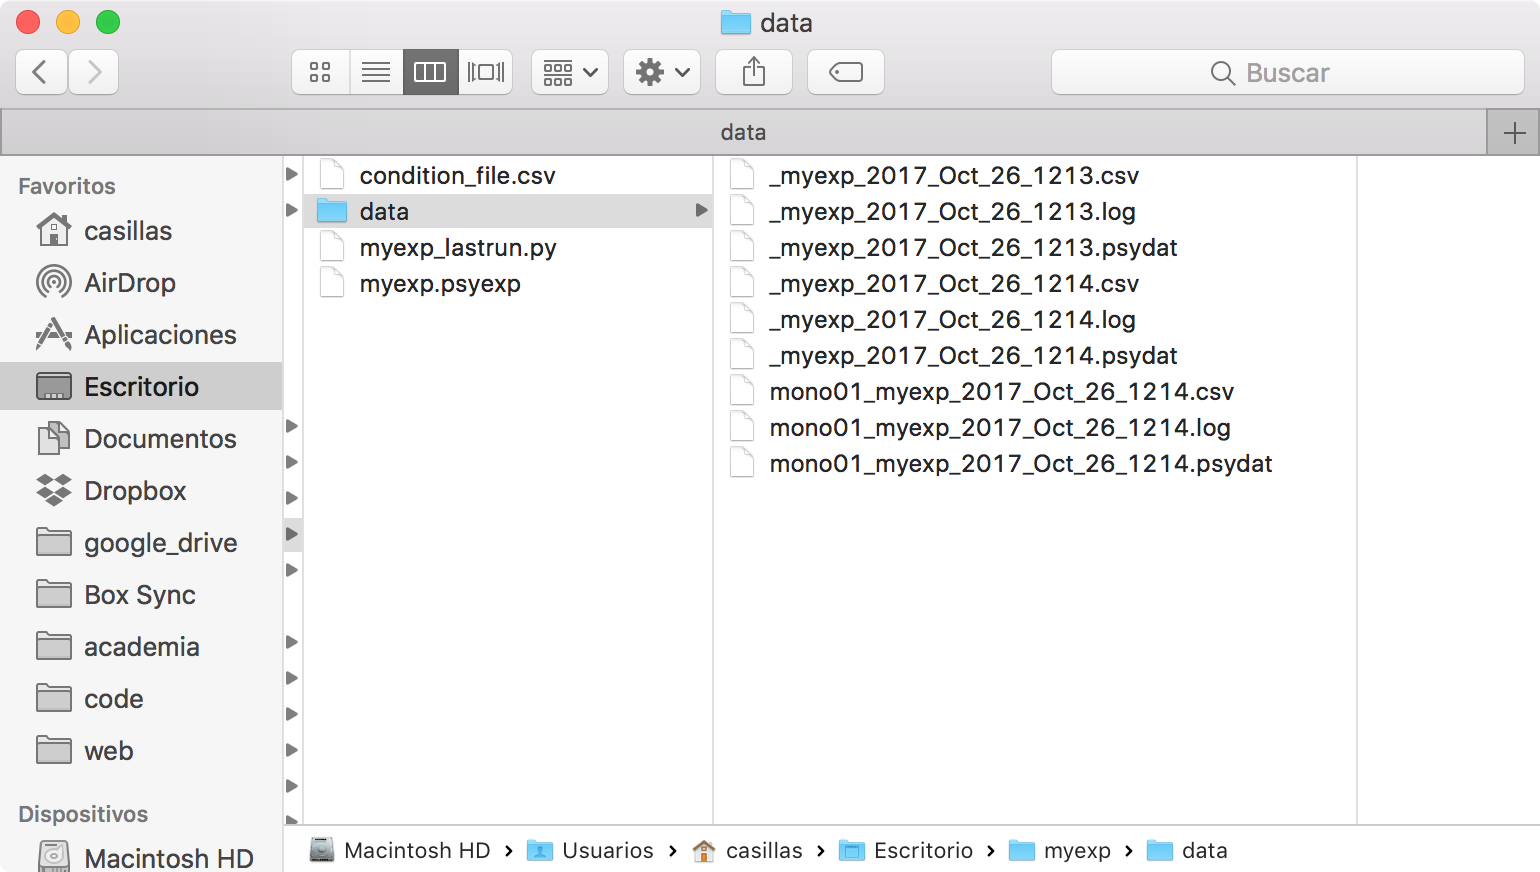 data
Buscar
data
Favoritos
casillas
AirDrop
Aplicaciones
Escritorio
Documentos
Dropbox
google_drive
Box Sync
academia
code
web
Dispositivos
Macintosh HD
condition_file.csv
data
myexp_lastrun.py
myexp.psyexp
_myexp_2017_Oct_26_1213.csv
_myexp_2017_Oct_26_1213.log
_myexp_2017_Oct_26_1213.psydat
_myexp_2017_Oct_26_1214.csv
_myexp_2017_Oct_26_1214.log
_myexp_2017_Oct_26_1214.psydat
mono01_myexp_2017_Oct_26_1214.csv
mono01_myexp_2017_Oct_26_1214.log
mono01_myexp_2017_Oct_26_1214.psydat
Macintosh HD › Usuarios › casillas › Escritorio › myexp › data